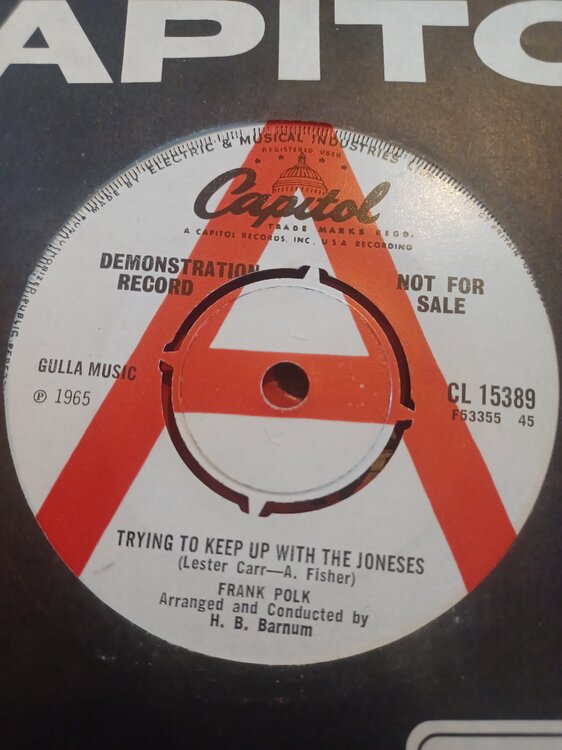 APITO
MADE BY ELECTRIC & MUSICAL INDUSTRIES
REGISTERED USER
Capitol
TRADE MARKS REGD.
A CAPITOL RECORDS, INC. U.S.A RECORDING
DEMONSTRATION
RECORD
NOT FOR
SALE
A
GULLA MUSIC
℗ 1965
CL 15389
F53355 45
TRYING TO KEEP UP WITH THE JONESES
(Lester Carr—A. Fisher)
FRANK POLK
Arranged and Conducted by
H. B. Barnum